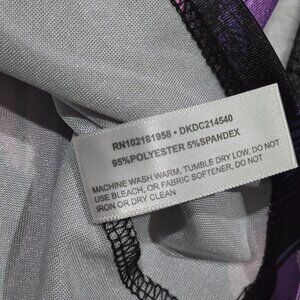 RN102181958 • DKDC214540
95%POLYESTER 5%SPANDEX
MACHINE WASH WARM, TUMBLE DRY LOW, DO NOT
USE BLEACH, OR FABRIC SOFTENER, DO NOT
IRON OR DRY CLEAN